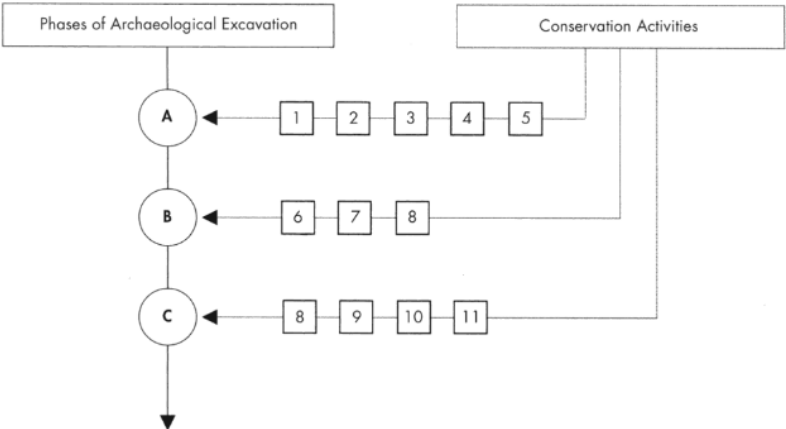 Phases of Archaeological Excavation
Conservation Activities
A
1 2 3 4 5
B
6 7 8
C
8 9 10 11